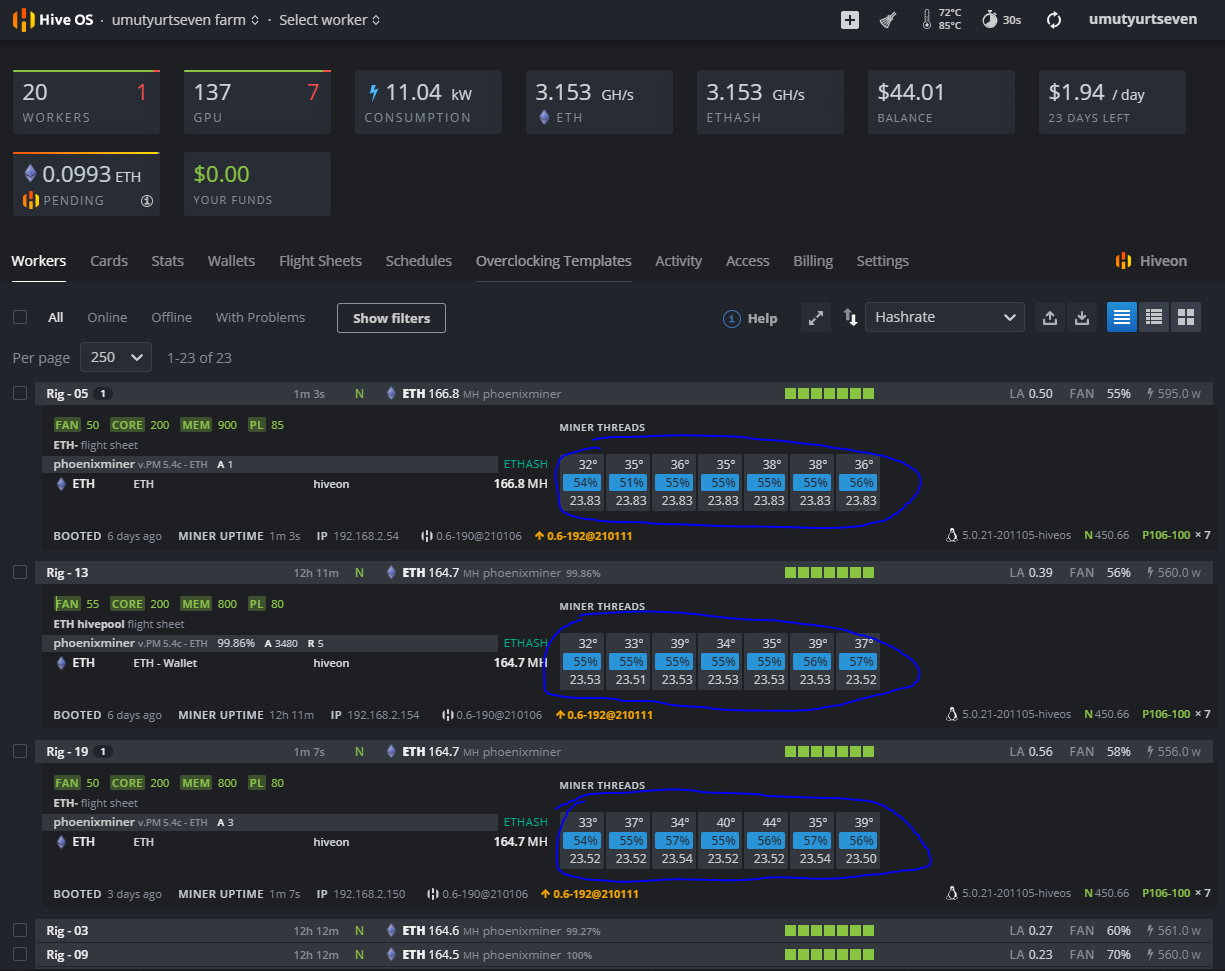 Hive OS · umutyurtseven farm · Select worker 72°C 85°C 30s umutyurtseven
20 1 11.04 kW 3.153 GH/s 3.153 GH/s $44.01 $1.94 / day
WORKERS
137 7
GPU
CONSUMPTION
ETH
ETHASH
BALANCE
23 DAYS LEFT
0.0993 ETH
PENDING
$0.00
YOUR FUNDS
Workers Cards Stats Wallets Flight Sheets Schedules Overclocking Templates Activity Access Billing Settings Hiveon
All Online Offline With Problems Show filters Help Hashrate
Per page 250 1-23 of 23
Rig - 05 1 1m 3s N ETH 166.8 MH phoenixminer LA 0.50 FAN 55% 595.0 w
FAN 50 CORE 200 MEM 900 PL 85
MINER THREADS
ETH- flight sheet
phoenixminer v.PM 5.4c - ETH A 1 ETHASH
ETH ETH hiveon 166.8 MH
32° 35° 36° 35° 38° 38° 36°
54% 51% 55% 55% 55% 55% 56%
23.83 23.83 23.83 23.83 23.83 23.83 23.83
BOOTED 6 days ago MINER UPTIME 1m 3s IP 192.168.2.54 0.6-190@210106 0.6-192@210111 5.0.21-201105-hiveos N 450.66 P106-100 × 7
Rig - 13 12h 11m N ETH 164.7 MH phoenixminer 99.86% LA 0.39 FAN 56% 560.0 w
FAN 55 CORE 200 MEM 800 PL 80
MINER THREADS
ETH hivepool flight sheet
phoenixminer v.PM 5.4c - ETH 99.86% A 3480 R 5 ETHASH
ETH ETH - Wallet hiveon 164.7 MH
32° 33° 39° 34° 35° 39° 37°
55% 55% 55% 55% 55% 56% 57%
23.53 23.51 23.53 23.53 23.53 23.53 23.52
BOOTED 6 days ago MINER UPTIME 12h 11m IP 192.168.2.154 0.6-190@210106 0.6-192@210111 5.0.21-201105-hiveos N 450.66 P106-100 × 7
Rig - 19 1 1m 7s N ETH 164.7 MH phoenixminer LA 0.56 FAN 58% 556.0 w
FAN 50 CORE 200 MEM 800 PL 80
MINER THREADS
ETH- flight sheet
phoenixminer v.PM 5.4c - ETH A 3 ETHASH
ETH ETH hiveon 164.7 MH
33° 37° 34° 40° 44° 35° 39°
54% 55% 57% 55% 56% 57% 56%
23.52 23.52 23.54 23.52 23.52 23.54 23.50
BOOTED 3 days ago MINER UPTIME 1m 7s IP 192.168.2.150 0.6-190@210106 0.6-192@210111 5.0.21-201105-hiveos N 450.66 P106-100 × 7
Rig - 03 12h 12m N ETH 164.6 MH phoenixminer 99.27% LA 0.27 FAN 60% 561.0 w
Rig - 09 12h 12m N ETH 164.5 MH phoenixminer 100% LA 0.23 FAN 70% 560.0 w